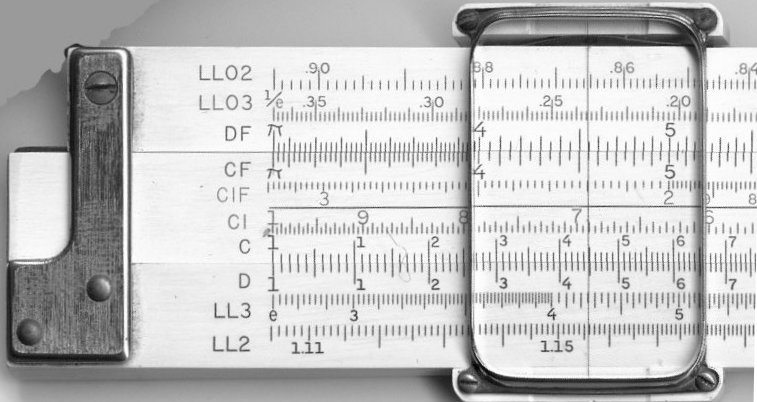 LL02 .90 .88 .86 .84
LL03 1/e .35 .30 .25 .20
DF π 4 5
CF π 4 5
CIF 3 2 9 8
CI 1 9 8 7 6
C 1 1 2 3 4 5 6 7
D 1 1 2 3 4 5 6 7
LL3 e 3 4 5
LL2 1.11 1.15